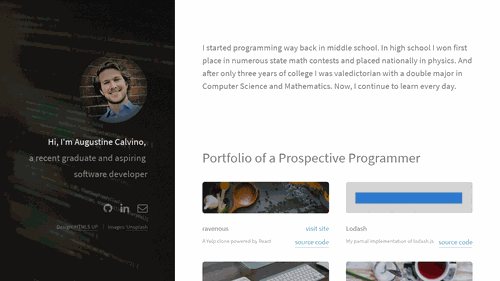 Hi, I'm Augustine Calvino,
a recent graduate and aspiring
software developer
Design: HTML5 UP | Images: Unsplash
I started programming way back in middle school. In high school I won first
place in numerous state math contests and placed nationally in physics. And
after only three years of college I was valedictorian with a double major in
Computer Science and Mathematics. Now, I continue to learn every day.
Portfolio of a Prospective Programmer
ravenous visit site
A Yelp clone powered by React source code
Lodash
My partial implementation of lodash.js source code